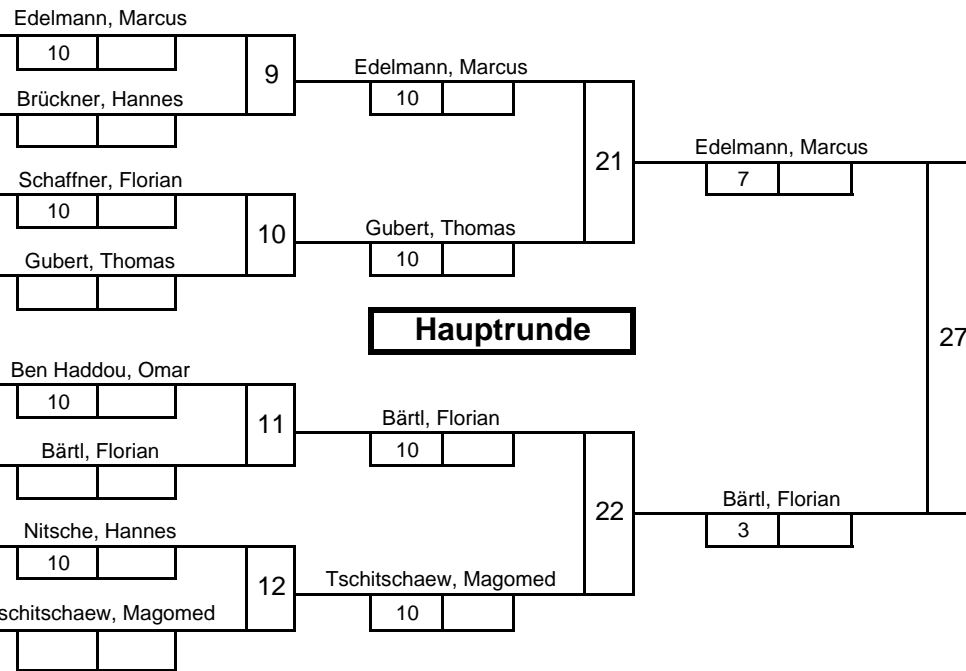 Edelmann, Marcus
10
9
Brückner, Hannes
Schaffner, Florian
10
10
Gubert, Thomas
Ben Haddou, Omar
10
11
Bärtl, Florian
Nitsche, Hannes
10
12
schitschaew, Magomed
Edelmann, Marcus
10
21
Gubert, Thomas
10
Hauptrunde
Bärtl, Florian
10
22
Tschitschaew, Magomed
10
Edelmann, Marcus
7
27
Bärtl, Florian
3